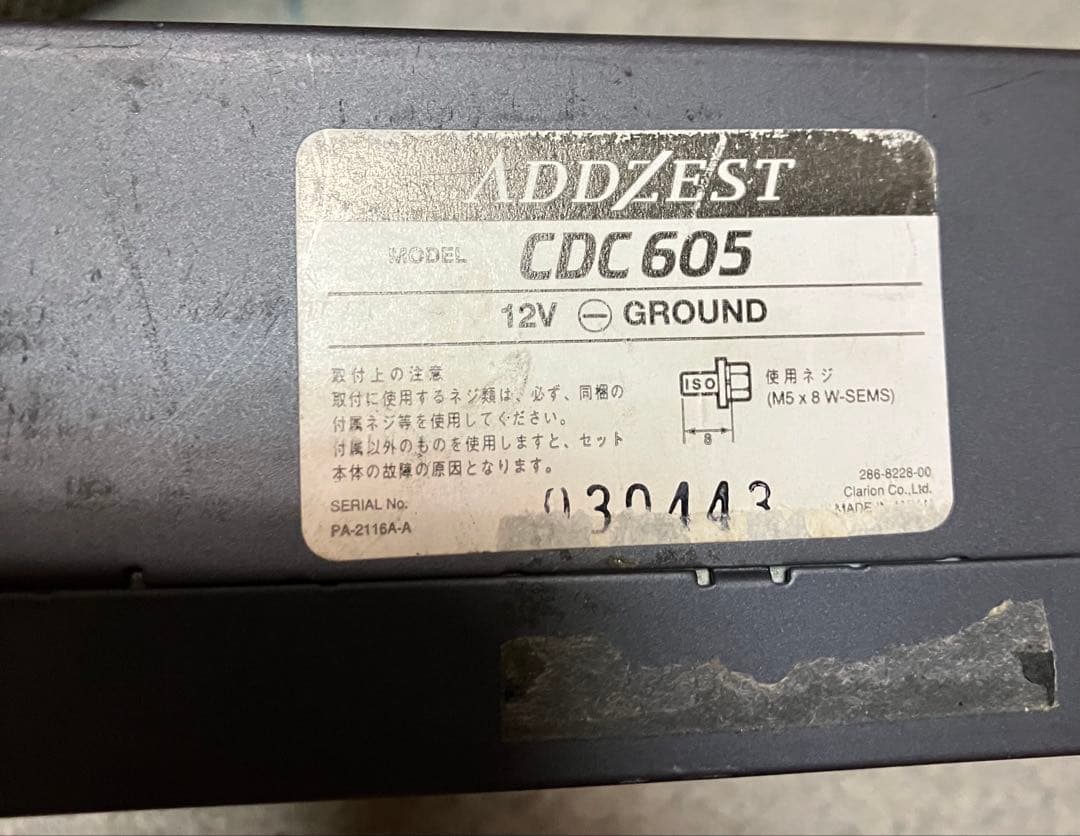 ADDZEST
MODEL CDC605
12V ⊖ GROUND
取付上の注意
取付に使用するネジ類は、必ず、同梱の
付属ネジ等を使用してください。
付属以外のものを使用しますと、セット
本体の故障の原因となります。
ISO
8
使用ネジ
(M5 x 8 W-SEMS)
286-8228-00
Clarion Co.,Ltd.
MADE IN JAPAN
SERIAL No.
PA-2116A-A